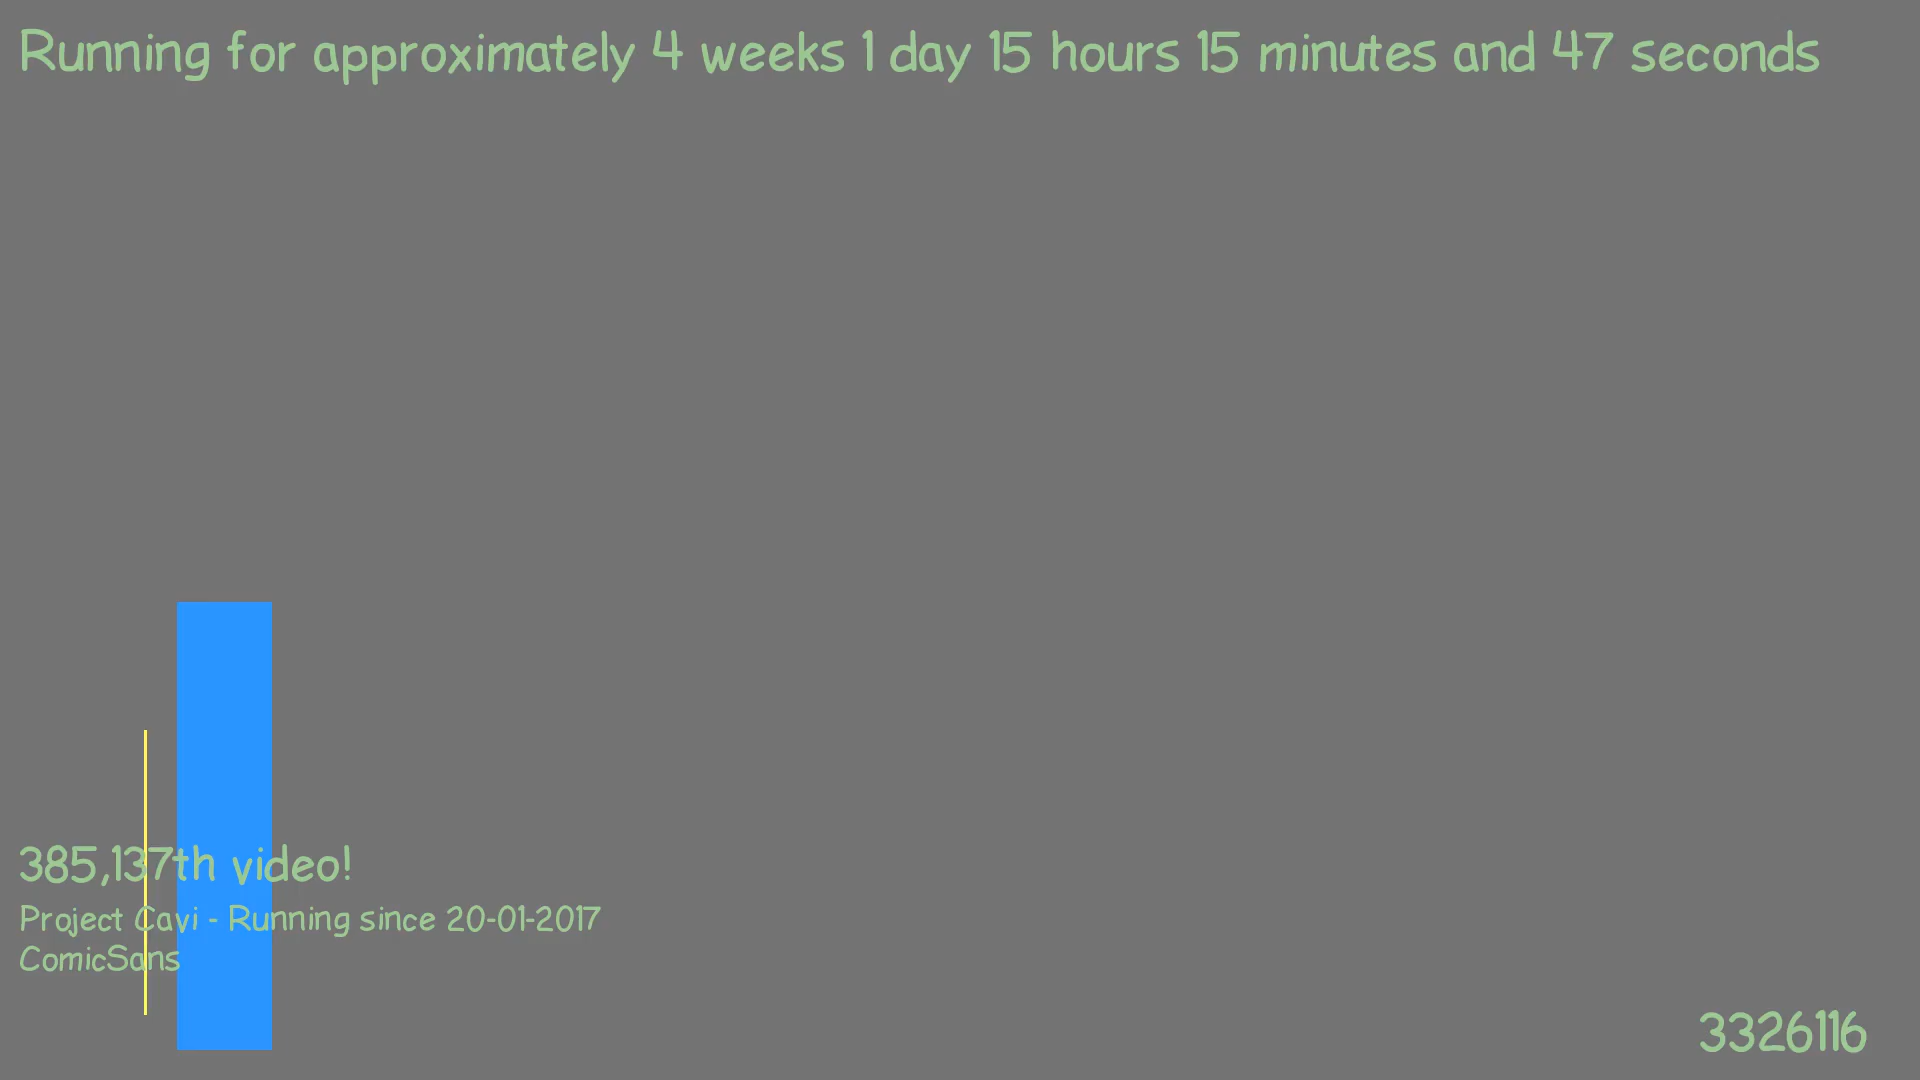 Running for approximately 4 weeks 1 day 15 hours 15 minutes and 47 seconds
385,137th video!
Project Cavi - Running since 20-01-2017
ComicSans
3326116